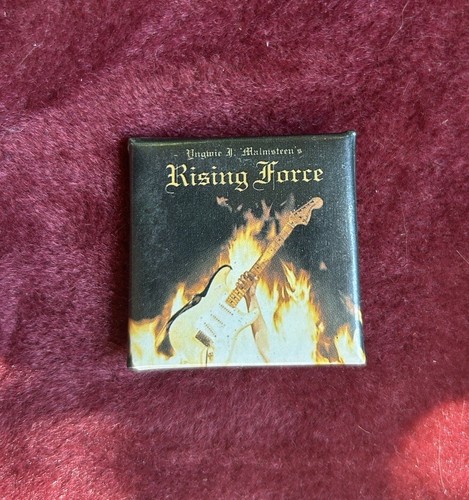 Yngwie J. Malmsteen's
Rising Force